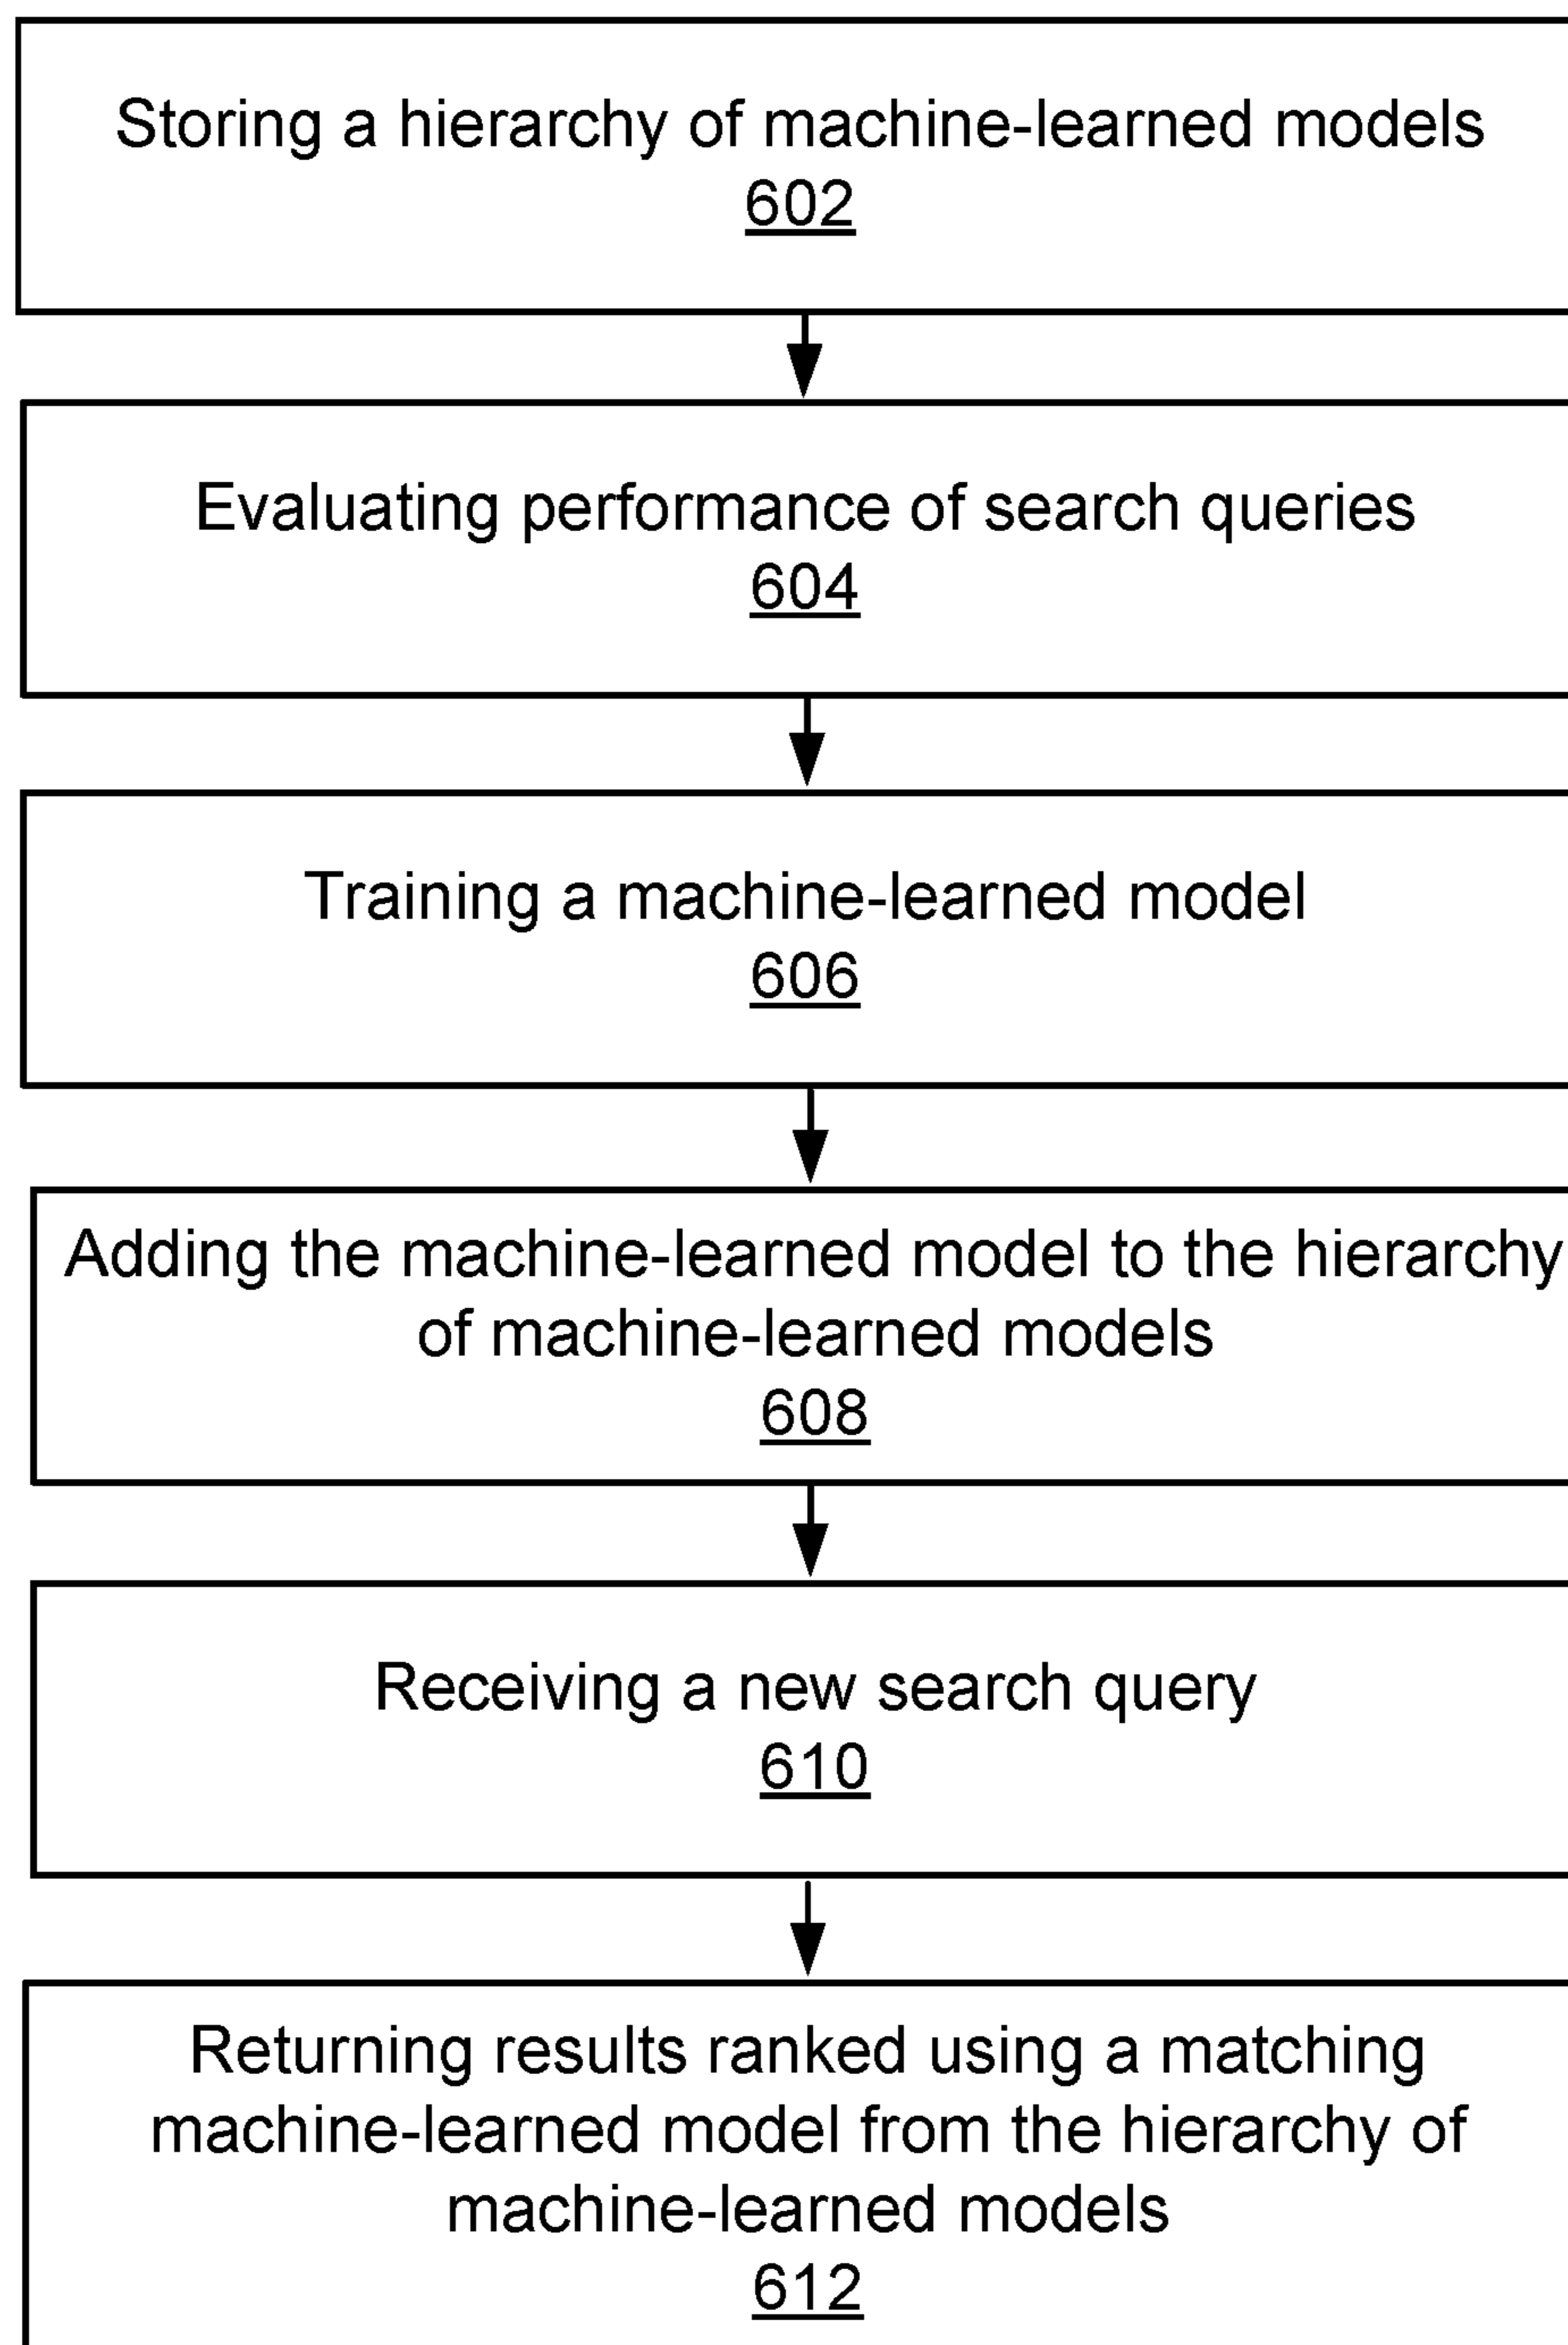 Storing a hierarchy of machine-learned models
602
Evaluating performance of search queries
604
Training a machine-learned model
606
Adding the machine-learned model to the hierarchy
of machine-learned models
608
Receiving a new search query
610
Returning results ranked using a matching
machine-learned model from the hierarchy of
machine-learned models
612